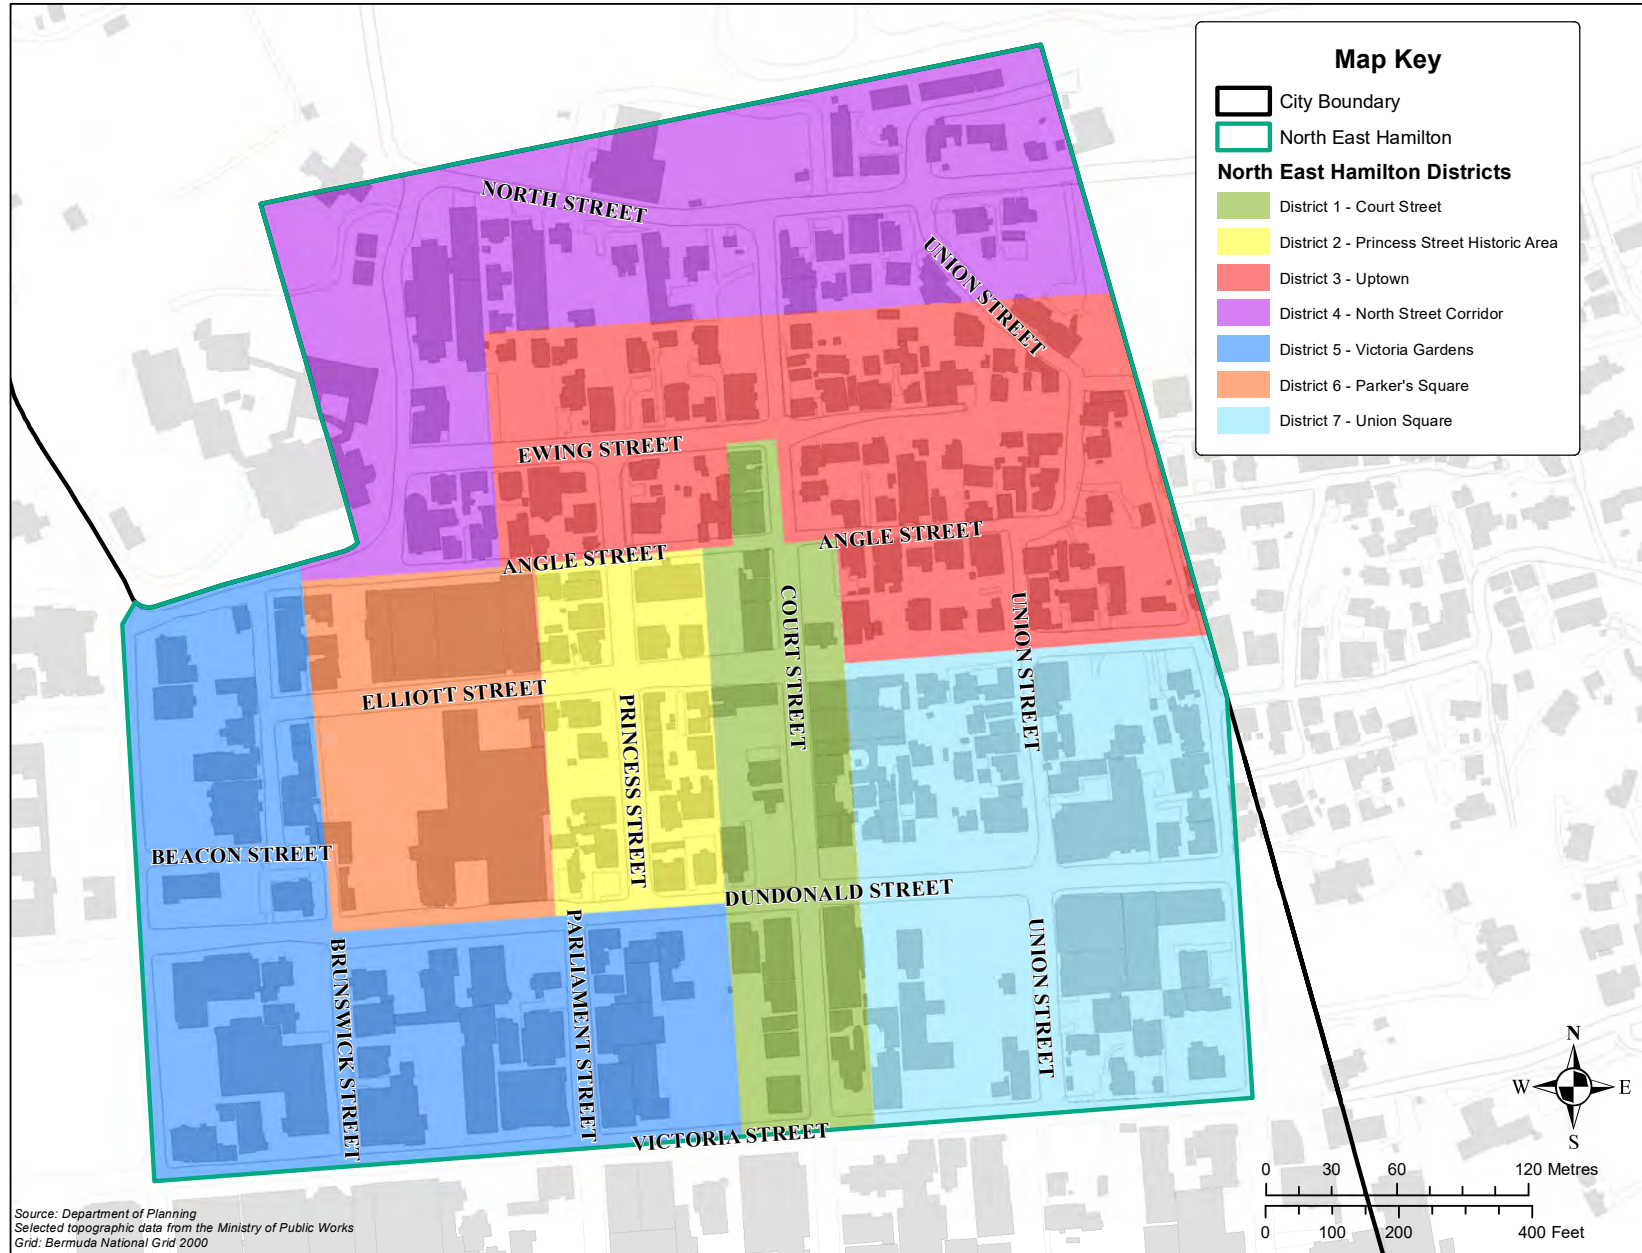 Map Key
City Boundary
North East Hamilton
North East Hamilton Districts
District 1 - Court Street
District 2 - Princess Street Historic Area
District 3 - Uptown
District 4 - North Street Corridor
District 5 - Victoria Gardens
District 6 - Parker's Square
District 7 - Union Square
NORTH STREET
UNION STREET
EWING STREET
ANGLE STREET
ANGLE STREET
COURT STREET
UNION STREET
ELLIOTT STREET
PRINCESS STREET
BEACON STREET
DUNDONALD STREET
BRUNSWICK STREET
PARLIAMENT STREET
UNION STREET
VICTORIA STREET
N
W E
S
0 30 60 120 Metres
0 100 200 400 Feet
Source: Department of Planning
Selected topographic data from the Ministry of Public Works
Grid: Bermuda National Grid 2000